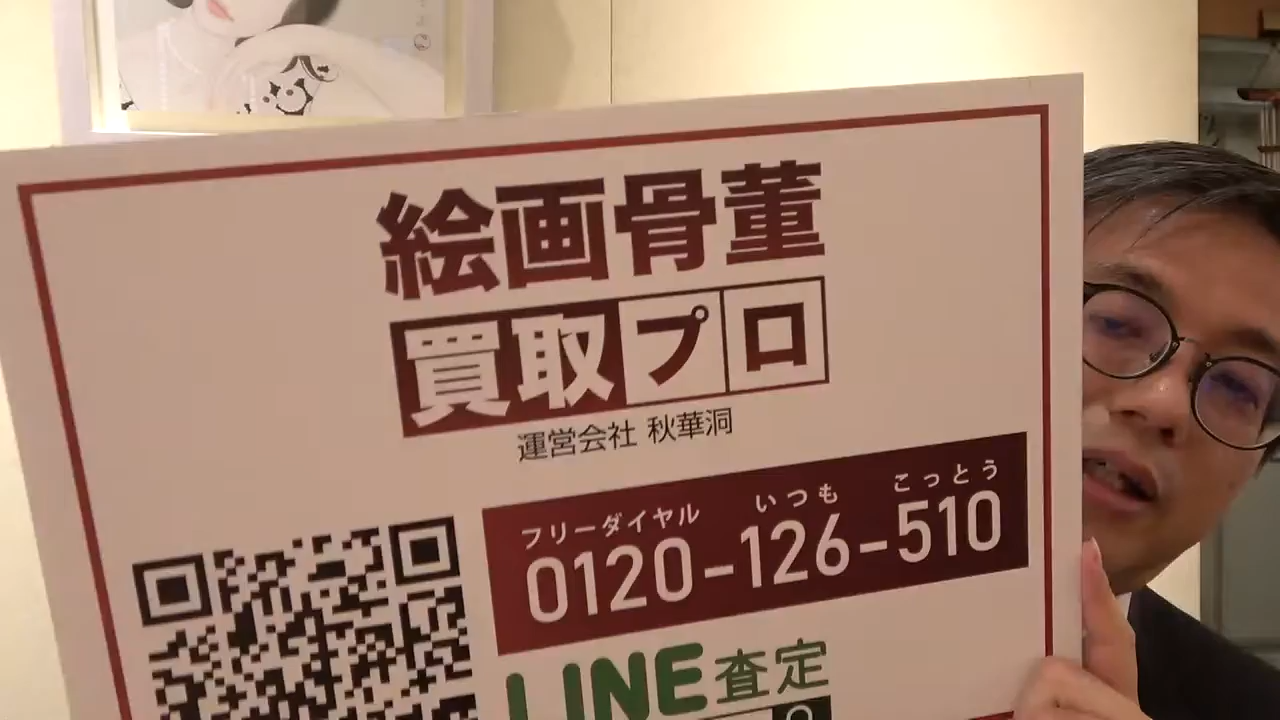 絵画骨董
買取プロ
運営会社 秋華洞
フリーダイヤル いつも こっとう
0120-126-510
LINE査定